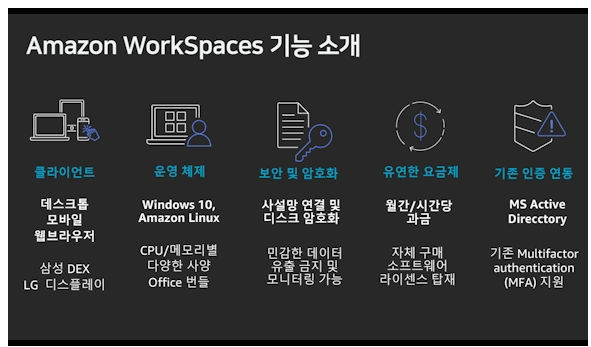 Amazon WorkSpaces 기능 소개
클라이언트
데스크톱
모바일
웹브라우저
삼성 DEX
LG 디스플레이
운영 체제
Windows 10,
Amazon Linux
CPU/메모리별
다양한 사양
Office 번들
보안 및 암호화
사설망 연결 및
디스크 암호화
민감한 데이터
유출 금지 및
모니터링 가능
유연한 요금제
월간/시간당
과금
자체 구매
소프트웨어
라이센스 탑재
기존 인증 연동
MS Active
Direcctory
기존 Multifactor
authentication
(MFA) 지원